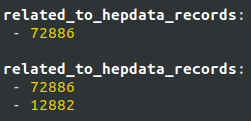 related_to_hepdata_records:
- 72886
related_to_hepdata_records:
- 72886
- 12882